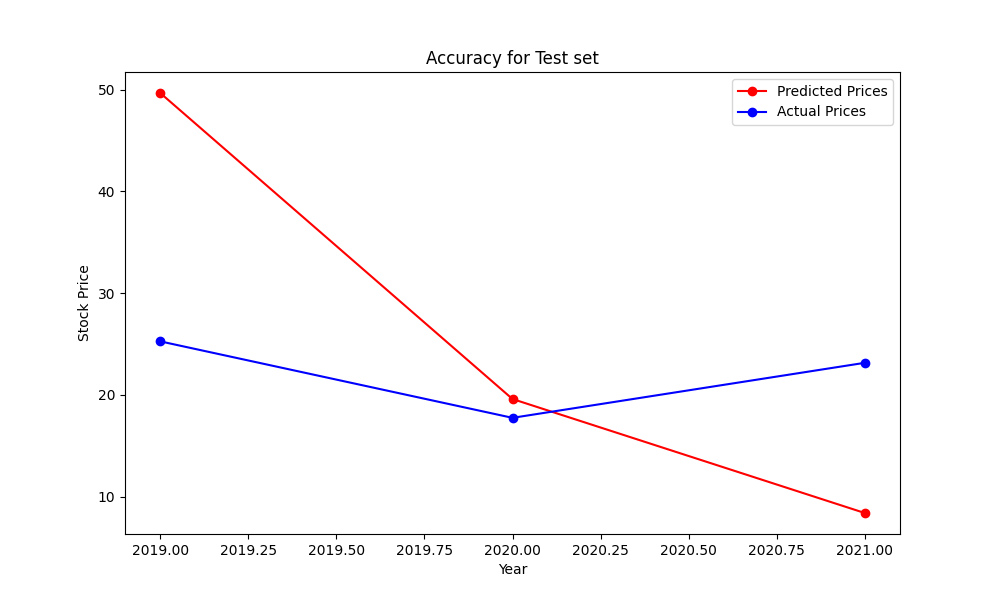 Accuracy for Test set
Predicted Prices
Actual Prices
50
40
30
20
10
Stock Price
2019.00 2019.25 2019.50 2019.75 2020.00 2020.25 2020.50 2020.75 2021.00
Year